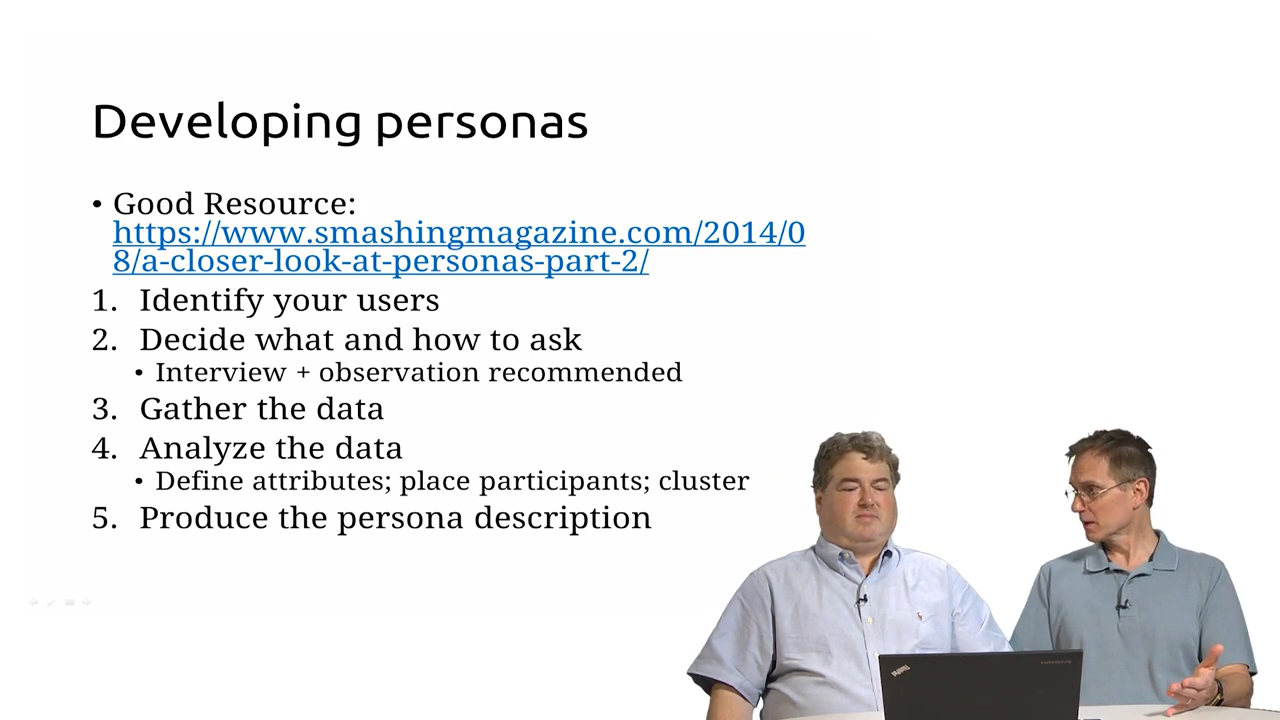 Developing personas
• Good Resource:
https://www.smashingmagazine.com/2014/0
8/a-closer-look-at-personas-part-2/
1. Identify your users
2. Decide what and how to ask
• Interview + observation recommended
3. Gather the data
4. Analyze the data
• Define attributes; place participants; cluster
5. Produce the persona description
ThinkPad